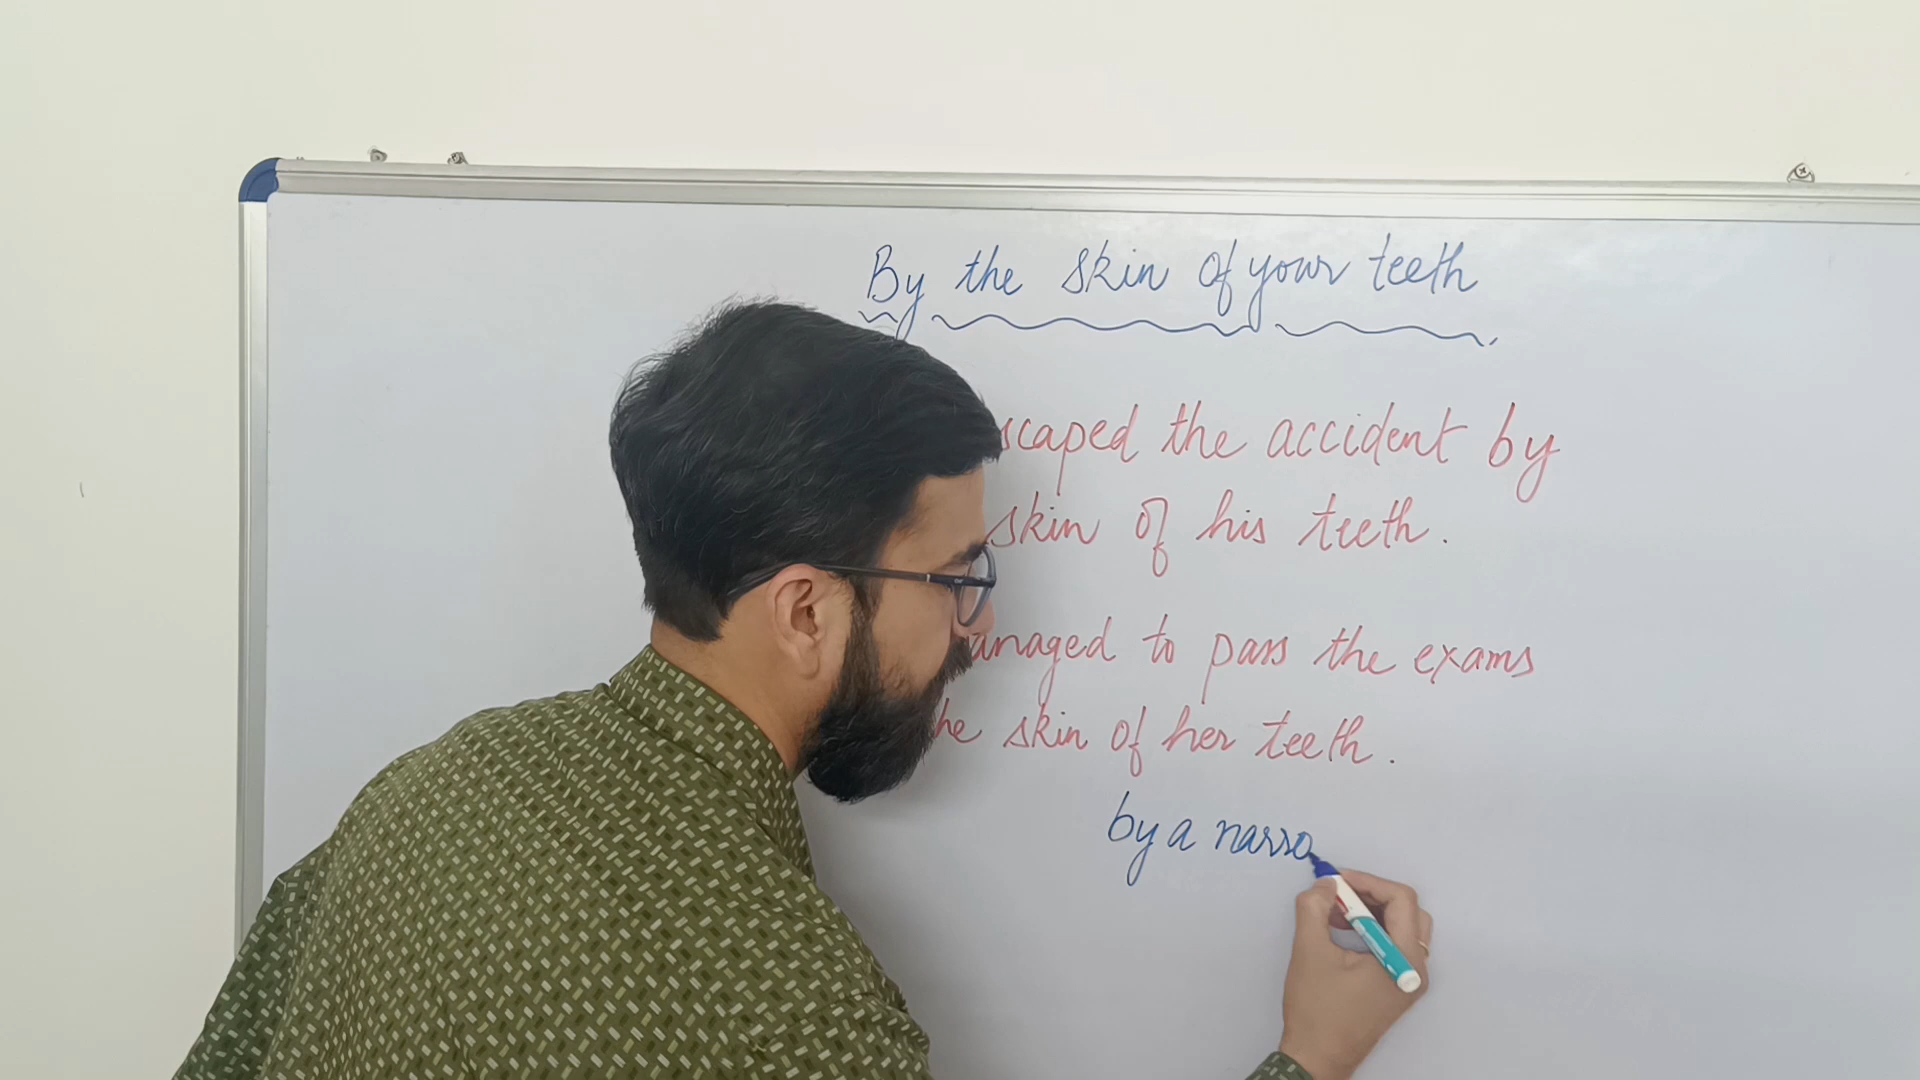 By the skin of your teeth
scaped the accident by
skin of his teeth.
anaged to pass the exams
he skin of her teeth.
by a narro